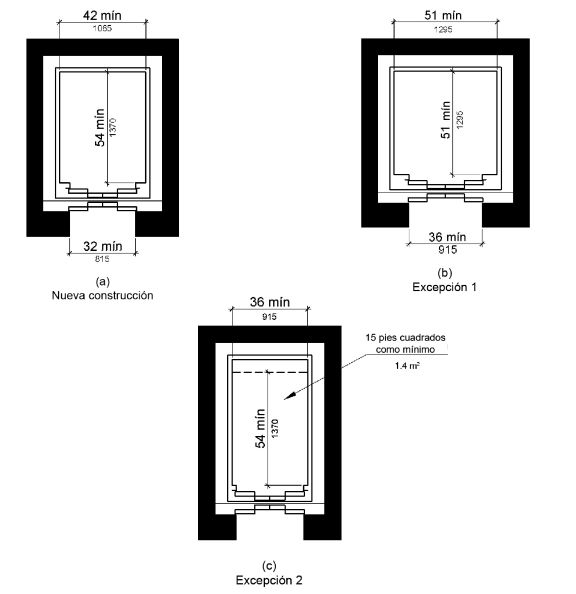 42 mín
1065
54 mín
1370
32 mín
815
(a)
Nueva construcción
51 mín
1295
51 mín
1295
36 mín
915
(b)
Excepción 1
36 mín
915
15 pies cuadrados
como mínimo
1.4 m²
54 mín
1370
(c)
Excepción 2